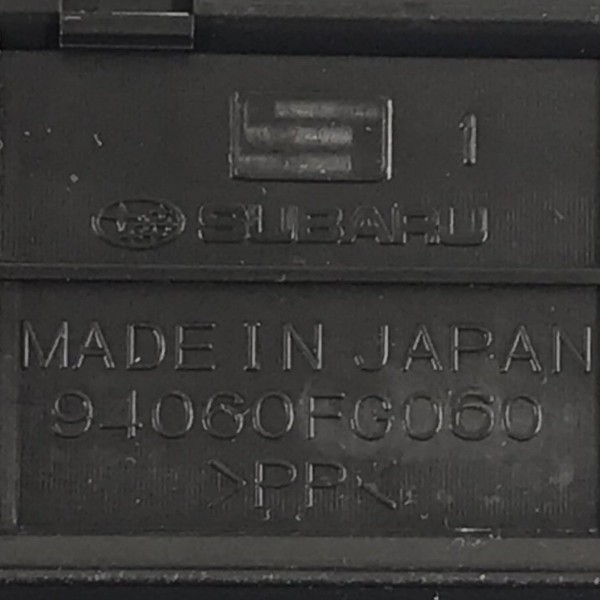 1
SUBARU
MADE IN JAPAN
94060FG060
>PP<